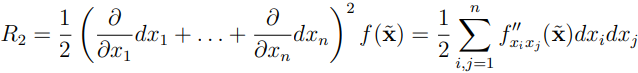 $R_2 = \frac{1}{2} \left( \frac{\partial}{\partial x_1} dx_1 + \ldots + \frac{\partial}{\partial x_n} dx_n \right)^2 f(\tilde{\mathbf{x}}) = \frac{1}{2} \sum_{i,j=1}^{n} f''_{x_i x_j}(\tilde{\mathbf{x}}) dx_i dx_j$